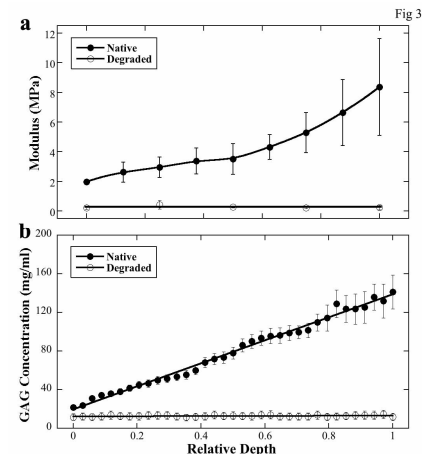 Fig 3
a
12
10
8
6
4
2
0
Modulus (MPa)
Native
Degraded
b
200
160
120
80
40
0
GAG Concentration (mg/ml)
Native
Degraded
0
0.2
0.4
0.6
0.8
1
Relative Depth